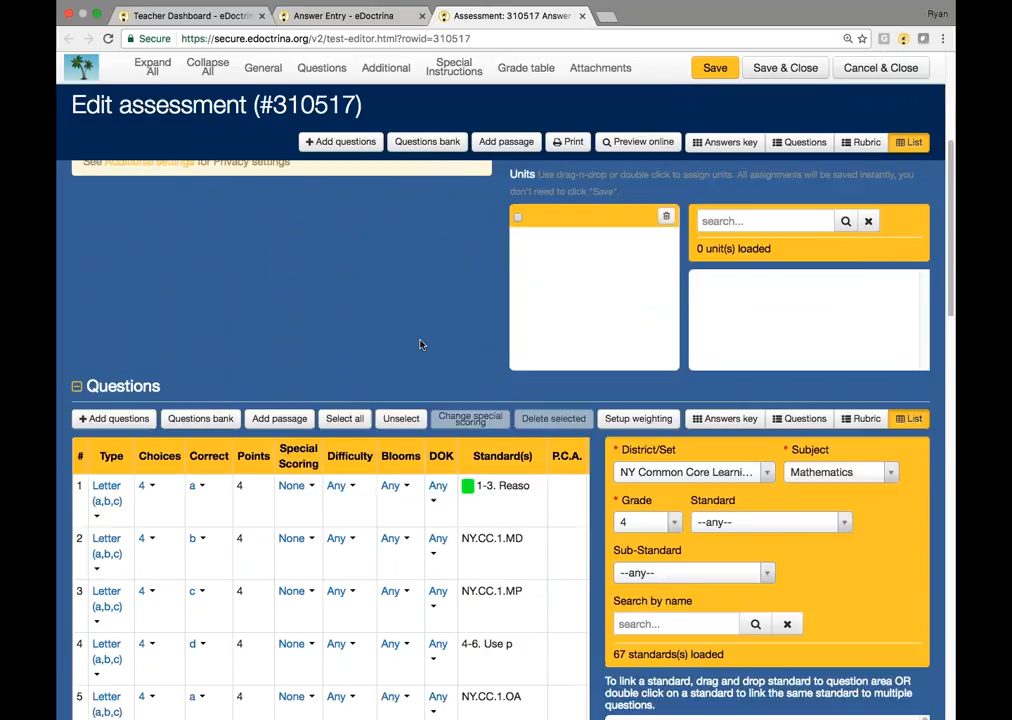 Teacher Dashboard - eDoctrin
Answer Entry - eDoctrina
Assessment: 310517 Answer
Ryan
Secure
https://secure.edoctrina.org/v2/test-editor.html?rowid=310517
Expand All
Collapse All
General
Questions
Additional
Special Instructions
Grade table
Attachments
Save
Save & Close
Cancel & Close
Edit assessment (#310517)
+ Add questions
Questions bank
Add passage
Print
Preview online
Answers key
Questions
Rubric
List
See Additional settings for Privacy settings
Units Use drag-n-drop or double click to assign units. All assignments will be saved instantly, you
don't need to click "Save".
search...
0 unit(s) loaded
Questions
+ Add questions
Questions bank
Add passage
Select all
Unselect
Change special scoring
Delete selected
Setup weighting
Answers key
Questions
Rubric
List
# Type Choices Correct Points Special Scoring Difficulty Blooms DOK Standard(s) P.C.A.
1 Letter (a,b,c) 4 a 4 None Any Any Any 1-3. Reaso
2 Letter (a,b,c) 4 b 4 None Any Any Any NY.CC.1.MD
3 Letter (a,b,c) 4 c 4 None Any Any Any NY.CC.1.MP
4 Letter (a,b,c) 4 d 4 None Any Any Any 4-6. Use p
5 Letter (a,b,c) 4 a 4 None Any Any Any NY.CC.1.OA
* District/Set
* Subject
NY Common Core Learni...
Mathematics
* Grade
Standard
4
--any--
Sub-Standard
--any--
Search by name
search...
67 standards(s) loaded
To link a standard, drag and drop standard to question area OR
double click on a standard to link the same standard to multiple
questions.